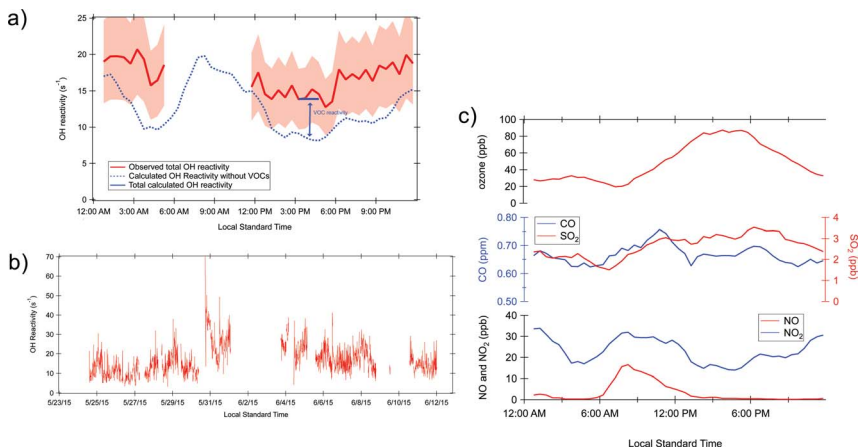 a)
25
20
15
10
5
0
OH reactivity (s⁻¹)
VOC reactivity
Observed total OH reactivity
Calculated OH Reactivity without VOCs
Total calculated OH reactivity
12:00 AM 3:00 AM 6:00 AM 9:00 AM 12:00 PM 3:00 PM 6:00 PM 9:00 PM
Local Standard Time
b)
70
60
50
40
30
20
10
0
OH Reactivity (s⁻¹)
5/23/15 5/25/15 5/27/15 5/29/15 5/31/15 6/2/15 6/4/15 6/6/15 6/8/15 6/10/15 6/12/15
Local Standard Time
c)
100
80
60
40
20
0
ozone (ppb)
0.80
0.70
0.60
0.50
CO (ppm)
CO
SO₂
4
3
2
1
0
SO₂ (ppb)
40
30
20
10
0
NO and NO₂ (ppb)
NO
NO₂
12:00 AM 6:00 AM 12:00 PM 6:00 PM
Local Standard Time